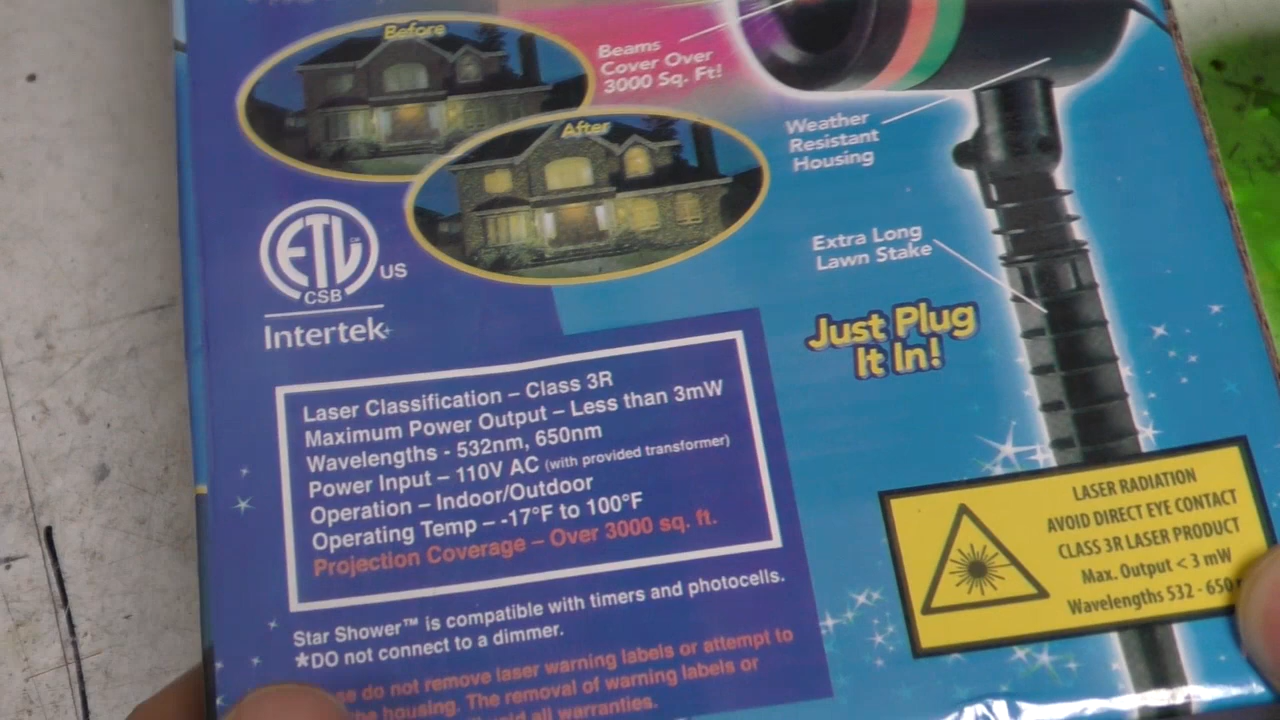 Before
After
Beams
Cover Over
3000 Sq. Ft!
Weather
Resistant
Housing
Extra Long
Lawn Stake
Just Plug
It In!
ETL
CSB
US
Intertek
Laser Classification – Class 3R
Maximum Power Output – Less than 3mW
Wavelengths - 532nm, 650nm
Power Input – 110V AC (with provided transformer)
Operation – Indoor/Outdoor
Operating Temp – -17°F to 100°F
Projection Coverage – Over 3000 sq. ft.
Star Shower™ is compatible with timers and photocells.
*DO not connect to a dimmer.
do not remove laser warning labels or attempt to
housing. The removal of warning labels or
all warranties.
LASER RADIATION
AVOID DIRECT EYE CONTACT
CLASS 3R LASER PRODUCT
Max. Output < 3 mW
Wavelengths 532 - 650